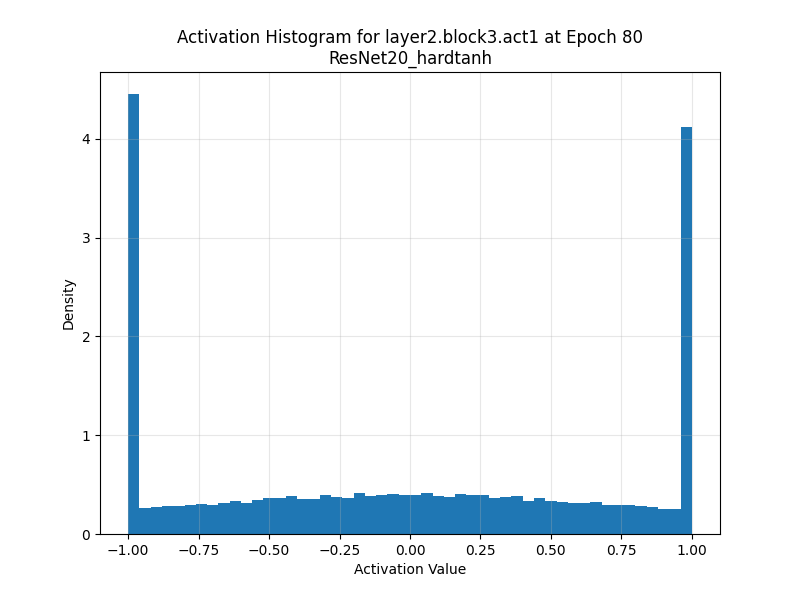 Activation Histogram for layer2.block3.act1 at Epoch 80
ResNet20_hardtanh
Density
4
3
2
1
0
−1.00 −0.75 −0.50 −0.25 0.00 0.25 0.50 0.75 1.00
Activation Value